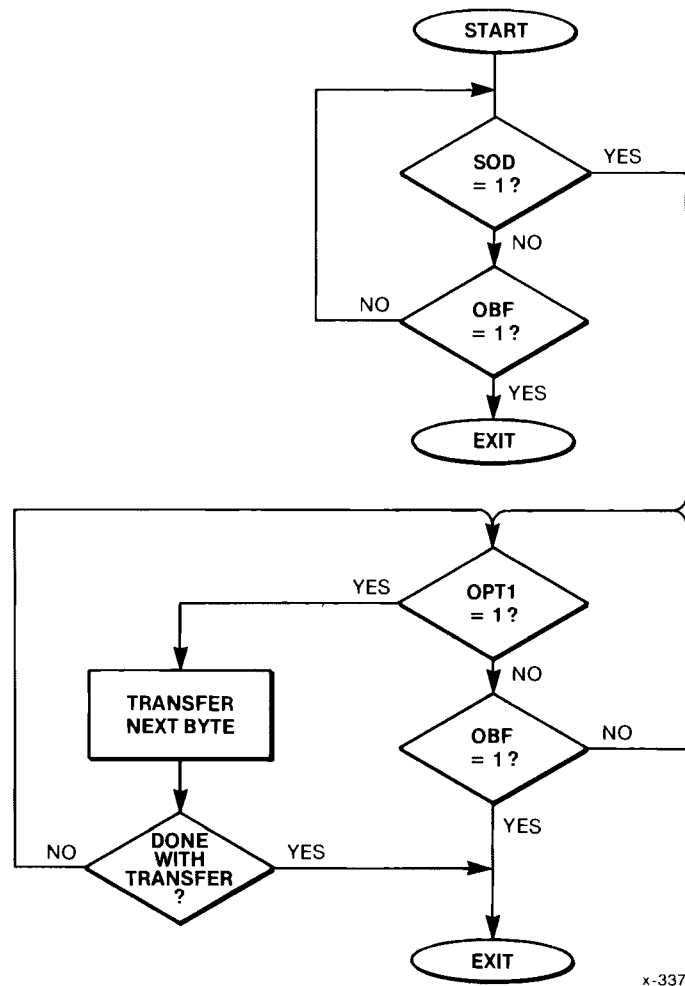 START
SOD
= 1?
YES
NO
OBF
= 1?
NO
YES
EXIT
OPT1
= 1?
YES
NO
TRANSFER
NEXT BYTE
OBF
= 1?
NO
YES
DONE
WITH
TRANSFER
?
NO
YES
EXIT
x-337